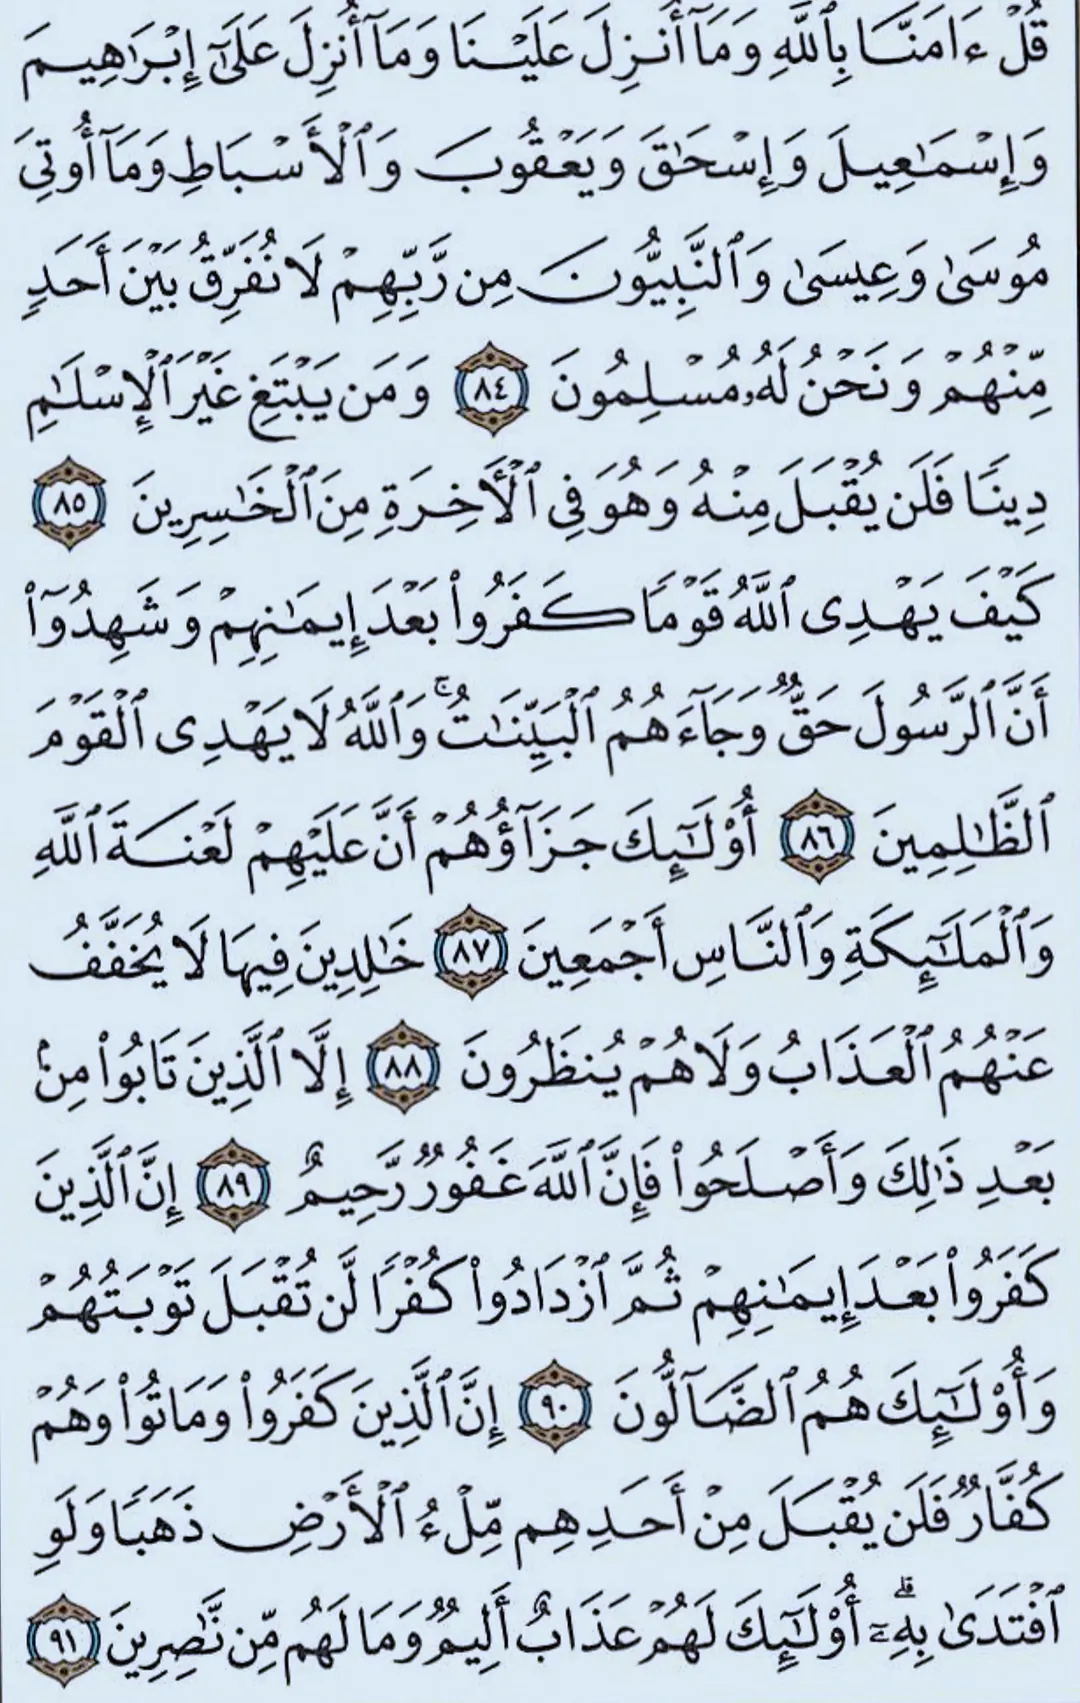 قُلْ ءَامَنَّا بِٱللَّهِ وَمَآ أُنزِلَ عَلَيْنَا وَمَآ أُنزِلَ عَلَىٰٓ إِبْرَٰهِيمَ
وَإِسْمَٰعِيلَ وَإِسْحَٰقَ وَيَعْقُوبَ وَٱلْأَسْبَاطِ وَمَآ أُوتِىَ
مُوسَىٰ وَعِيسَىٰ وَٱلنَّبِيُّونَ مِن رَّبِّهِمْ لَا نُفَرِّقُ بَيْنَ أَحَدٍ
مِّنْهُمْ وَنَحْنُ لَهُۥ مُسْلِمُونَ ٨٤ وَمَن يَبْتَغِ غَيْرَ ٱلْإِسْلَٰمِ
دِينًا فَلَن يُقْبَلَ مِنْهُ وَهُوَ فِى ٱلْأَخِرَةِ مِنَ ٱلْخَٰسِرِينَ ٨٥
كَيْفَ يَهْدِى ٱللَّهُ قَوْمًا كَفَرُوا۟ بَعْدَ إِيمَٰنِهِمْ وَشَهِدُوٓا۟
أَنَّ ٱلرَّسُولَ حَقٌّ وَجَآءَهُمُ ٱلْبَيِّنَٰتُ ۚ وَٱللَّهُ لَا يَهْدِى ٱلْقَوْمَ
ٱلظَّٰلِمِينَ ٨٦ أُو۟لَٰٓئِكَ جَزَآؤُهُمْ أَنَّ عَلَيْهِمْ لَعْنَةَ ٱللَّهِ
وَٱلْمَلَٰٓئِكَةِ وَٱلنَّاسِ أَجْمَعِينَ ٨٧ خَٰلِدِينَ فِيهَا لَا يُخَفَّفُ
عَنْهُمُ ٱلْعَذَابُ وَلَا هُمْ يُنظَرُونَ ٨٨ إِلَّا ٱلَّذِينَ تَابُوا۟ مِنۢ
بَعْدِ ذَٰلِكَ وَأَصْلَحُوا۟ فَإِنَّ ٱللَّهَ غَفُورٌ رَّحِيمٌ ٨٩ إِنَّ ٱلَّذِينَ
كَفَرُوا۟ بَعْدَ إِيمَٰنِهِمْ ثُمَّ ٱزْدَادُوا۟ كُفْرًا لَّن تُقْبَلَ تَوْبَتُهُمْ
وَأُو۟لَٰٓئِكَ هُمُ ٱلضَّآلُّونَ ٩٠ إِنَّ ٱلَّذِينَ كَفَرُوا۟ وَمَاتُوا۟ وَهُمْ
كُفَّارٌ فَلَن يُقْبَلَ مِنْ أَحَدِهِم مِّلْءُ ٱلْأَرْضِ ذَهَبًا وَلَوِ
ٱفْتَدَىٰ بِهِۦٓ ۗ أُو۟لَٰٓئِكَ لَهُمْ عَذَابٌ أَلِيمٌ وَمَا لَهُم مِّن نَّٰصِرِينَ ٩١